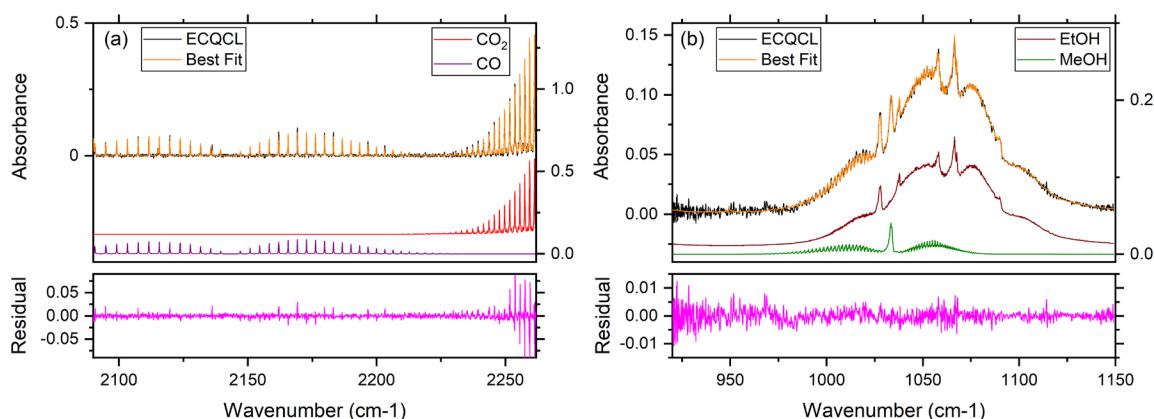 (a)
ECQCL
Best Fit
CO2
CO
0.5
0
Absorbance
1.0
0.5
0.0
Residual
0.05
0.00
-0.05
2100 2150 2200 2250
Wavenumber (cm-1)
(b)
ECQCL
Best Fit
EtOH
MeOH
0.15
0.10
0.05
0.00
Absorbance
0.2
0.0
Residual
0.01
0.00
-0.01
950 1000 1050 1100 1150
Wavenumber (cm-1)